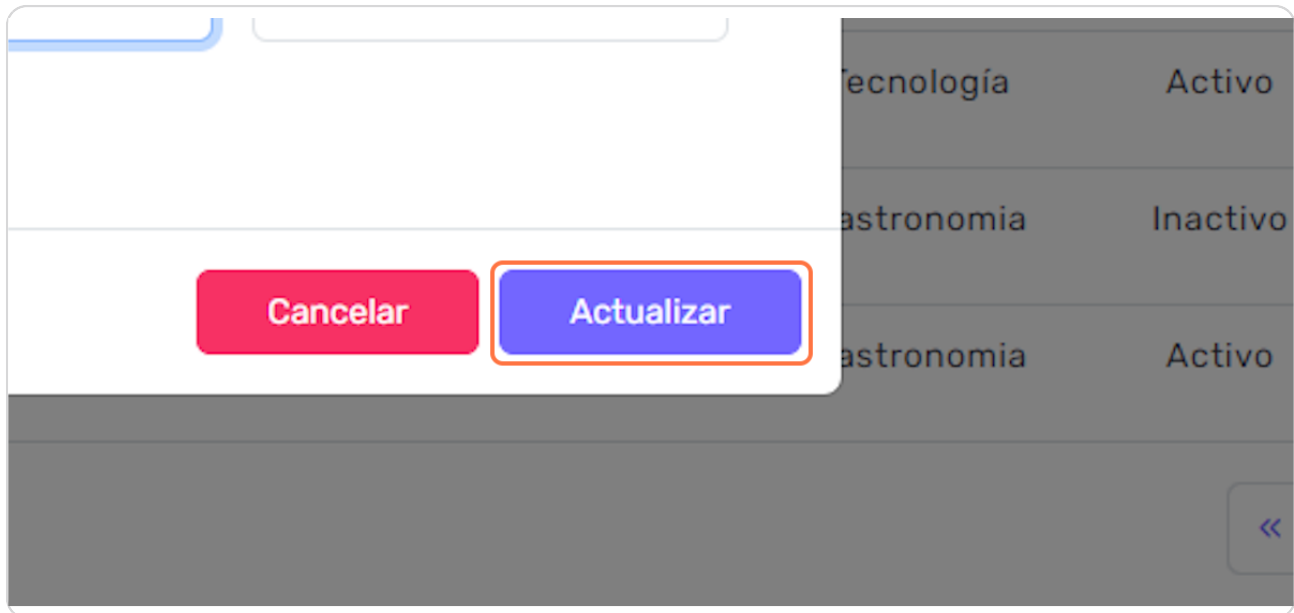 Tecnología Activo
astronomia Inactivo
Cancelar Actualizar
astronomia Activo
«